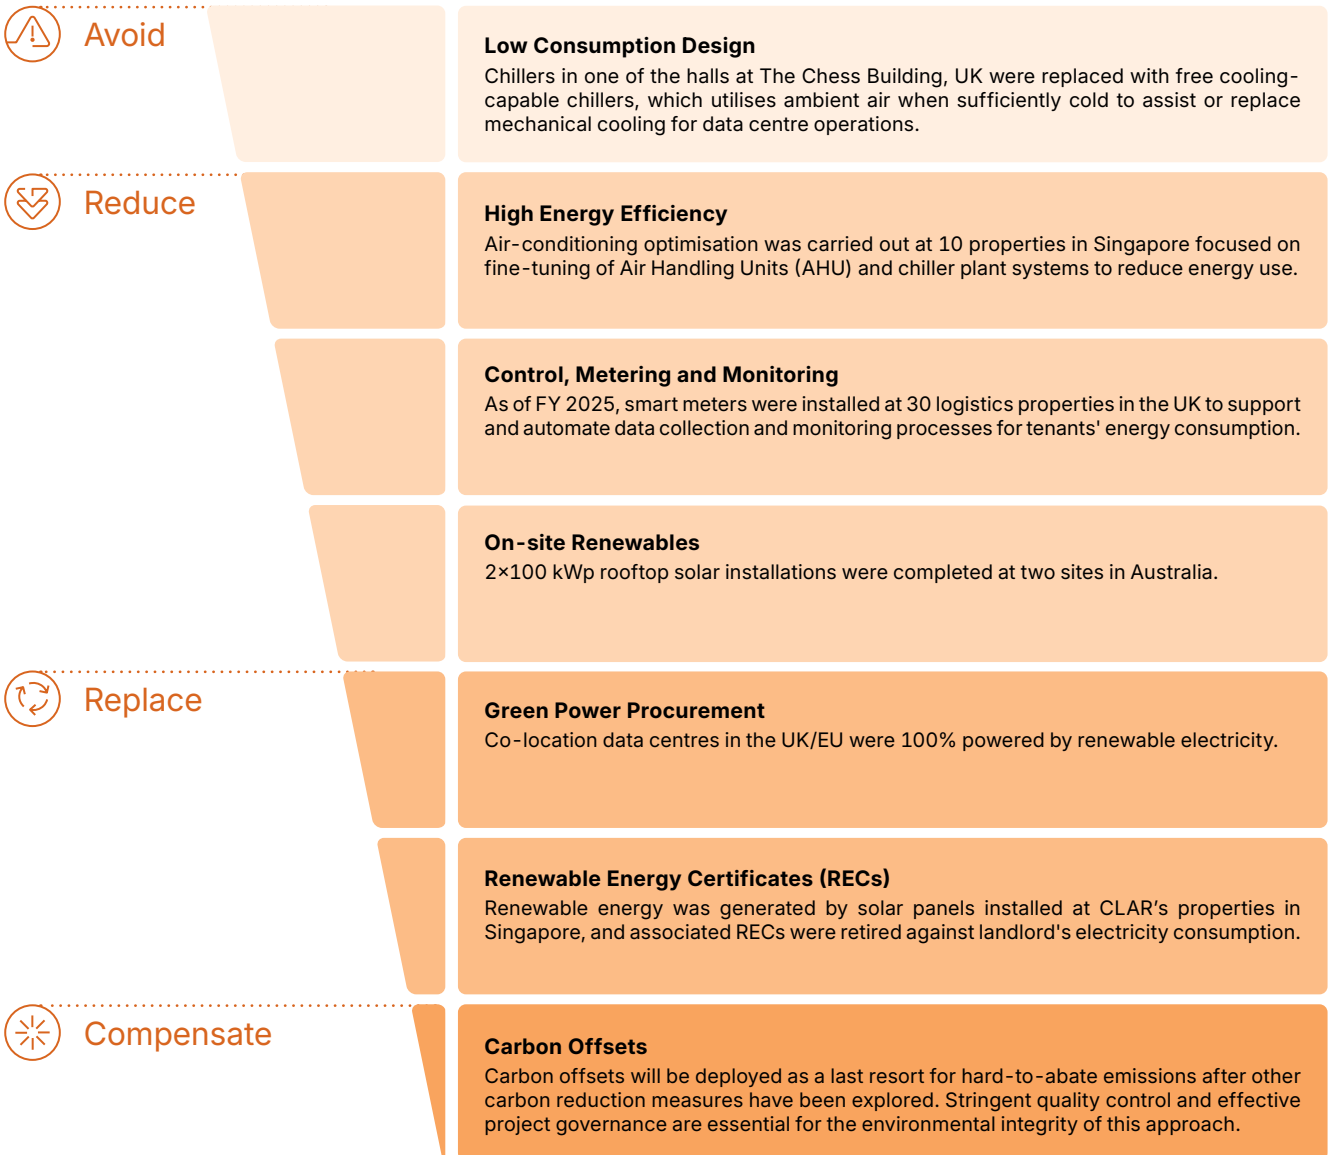 Avoid
Low Consumption Design
Chillers in one of the halls at The Chess Building, UK were replaced with free cooling-
capable chillers, which utilises ambient air when sufficiently cold to assist or replace
mechanical cooling for data centre operations.
Reduce
High Energy Efficiency
Air-conditioning optimisation was carried out at 10 properties in Singapore focused on
fine-tuning of Air Handling Units (AHU) and chiller plant systems to reduce energy use.
Control, Metering and Monitoring
As of FY 2025, smart meters were installed at 30 logistics properties in the UK to support
and automate data collection and monitoring processes for tenants' energy consumption.
On-site Renewables
2×100 kWp rooftop solar installations were completed at two sites in Australia.
Replace
Green Power Procurement
Co-location data centres in the UK/EU were 100% powered by renewable electricity.
Renewable Energy Certificates (RECs)
Renewable energy was generated by solar panels installed at CLAR’s properties in
Singapore, and associated RECs were retired against landlord's electricity consumption.
Compensate
Carbon Offsets
Carbon offsets will be deployed as a last resort for hard-to-abate emissions after other
carbon reduction measures have been explored. Stringent quality control and effective
project governance are essential for the environmental integrity of this approach.